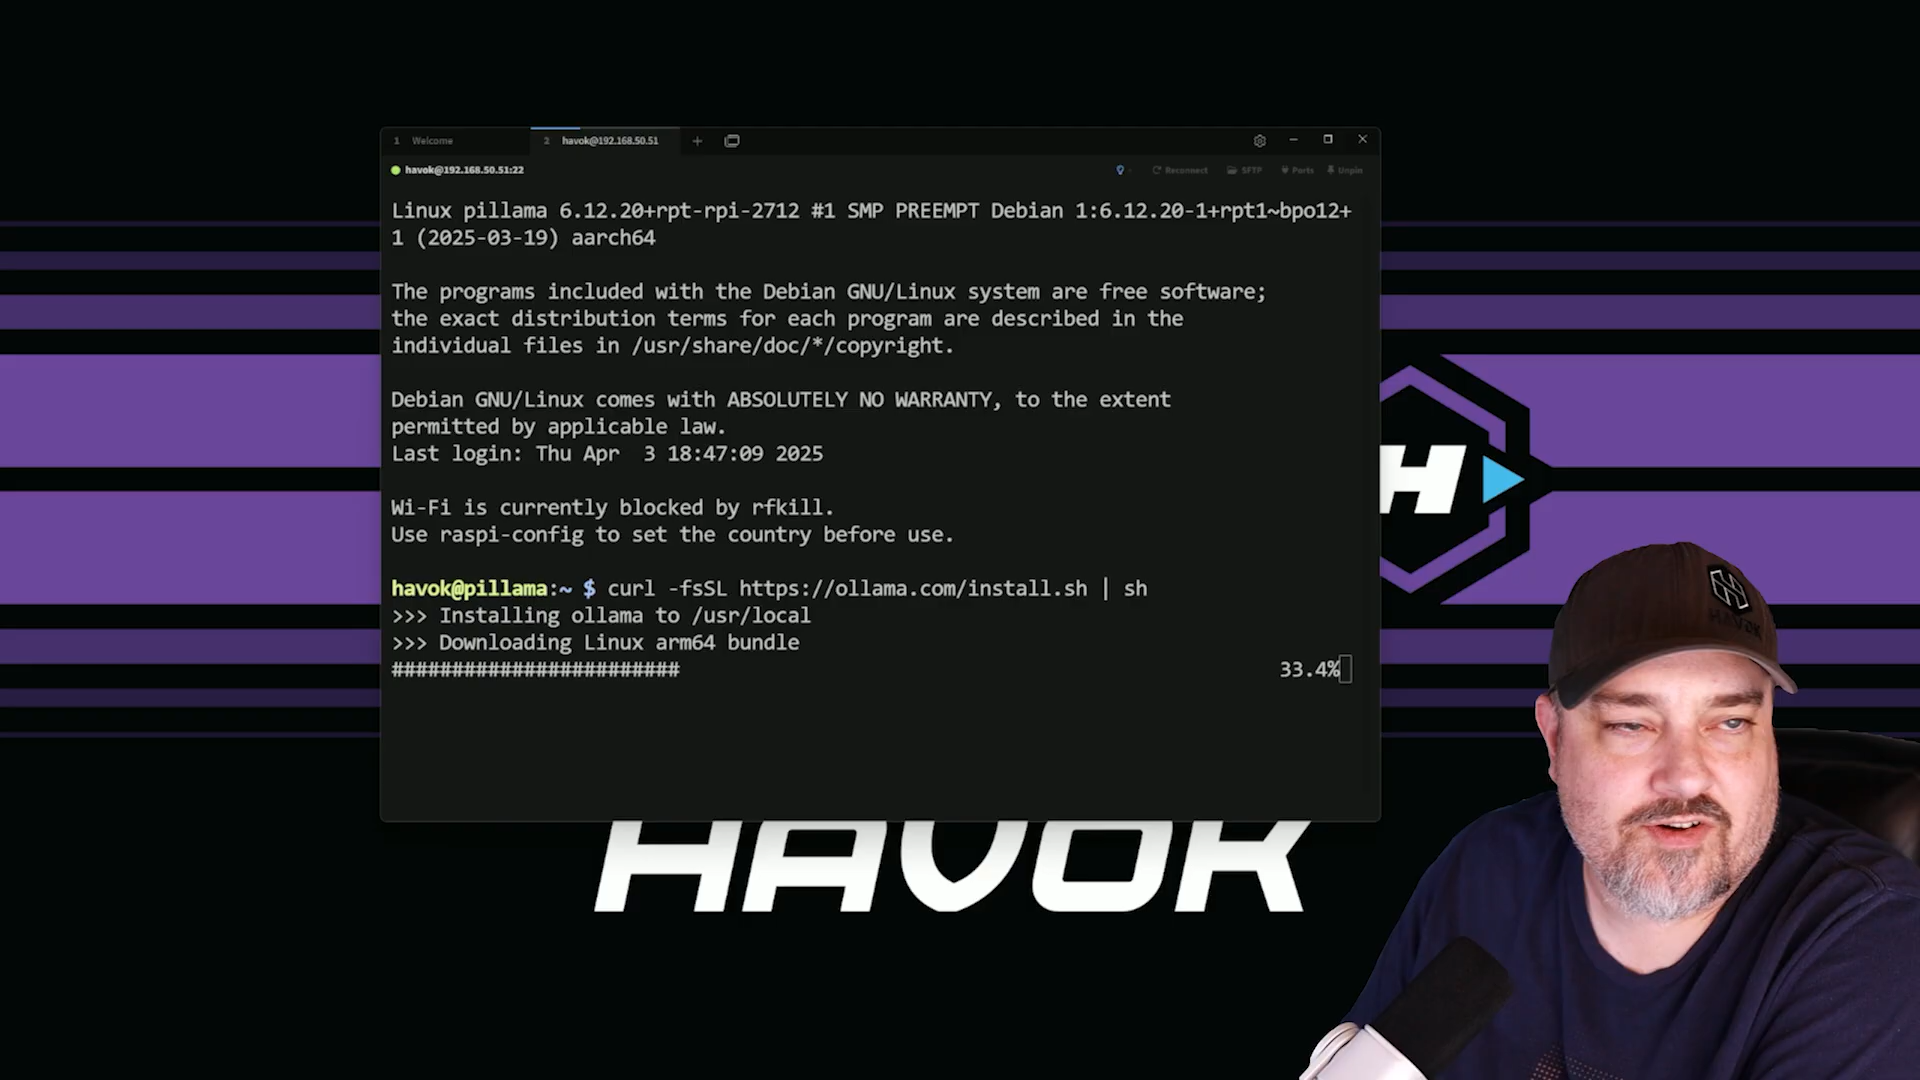 1 Welcome
2 havok@192.168.50.51
havok@192.168.50.51:22
Reconnect SFTP Ports Unpin
Linux pillama 6.12.20+rpt-rpi-2712 #1 SMP PREEMPT Debian 1:6.12.20-1+rpt1~bpo12+
1 (2025-03-19) aarch64
The programs included with the Debian GNU/Linux system are free software;
the exact distribution terms for each program are described in the
individual files in /usr/share/doc/*/copyright.
Debian GNU/Linux comes with ABSOLUTELY NO WARRANTY, to the extent
permitted by applicable law.
Last login: Thu Apr  3 18:47:09 2025
Wi-Fi is currently blocked by rfkill.
Use raspi-config to set the country before use.
havok@pillama:~ $ curl -fsSL https://ollama.com/install.sh | sh
>>> Installing ollama to /usr/local
>>> Downloading Linux arm64 bundle
######################## 33.4%
H
HAVOK
HAVOK